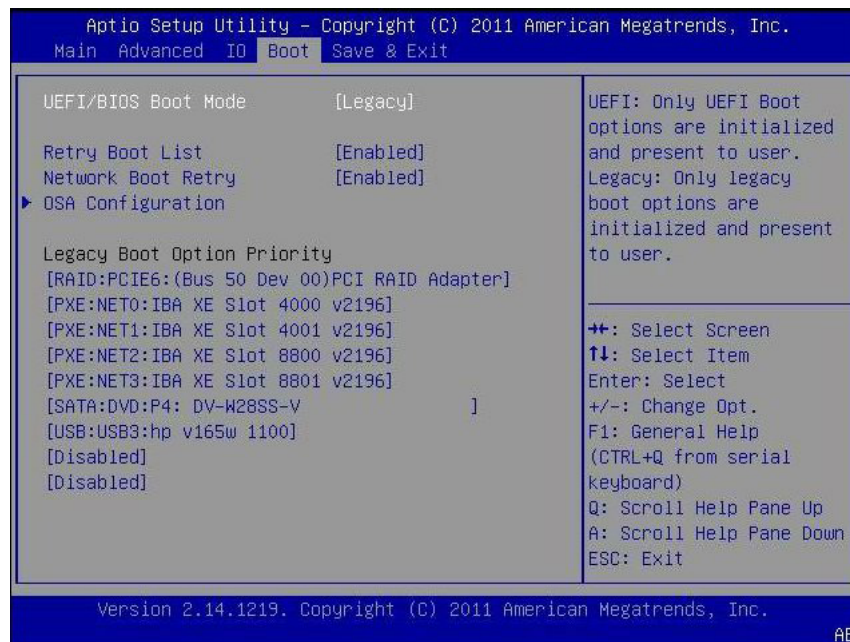 Aptio Setup Utility – Copyright (C) 2011 American Megatrends, Inc.
Main Advanced IO Boot Save & Exit
UEFI/BIOS Boot Mode [Legacy]
Retry Boot List [Enabled]
Network Boot Retry [Enabled]
OSA Configuration
Legacy Boot Option Priority
[RAID:PCIE6:(Bus 50 Dev 00)PCI RAID Adapter]
[PXE:NET0:IBA XE Slot 4000 v2196]
[PXE:NET1:IBA XE Slot 4001 v2196]
[PXE:NET2:IBA XE Slot 8800 v2196]
[PXE:NET3:IBA XE Slot 8801 v2196]
[SATA:DVD:P4: DV-W28SS-V ]
[USB:USB3:hp v165w 1100]
[Disabled]
[Disabled]
UEFI: Only UEFI Boot
options are initialized
and present to user.
Legacy: Only legacy
boot options are
initialized and present
to user.
→←: Select Screen
↑↓: Select Item
Enter: Select
+/-: Change Opt.
F1: General Help
(CTRL+Q from serial
keyboard)
Q: Scroll Help Pane Up
A: Scroll Help Pane Down
ESC: Exit
Version 2.14.1219. Copyright (C) 2011 American Megatrends, Inc.